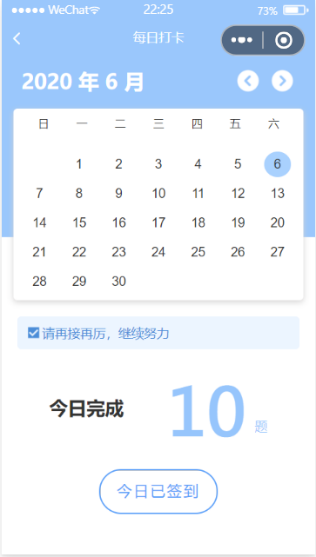 WeChat 22:25 73%
每日打卡
2020 年 6 月
日 一 二 三 四 五 六
1 2 3 4 5 6
7 8 9 10 11 12 13
14 15 16 17 18 19 20
21 22 23 24 25 26 27
28 29 30
请再接再厉，继续努力
今日完成 10 题
今日已签到